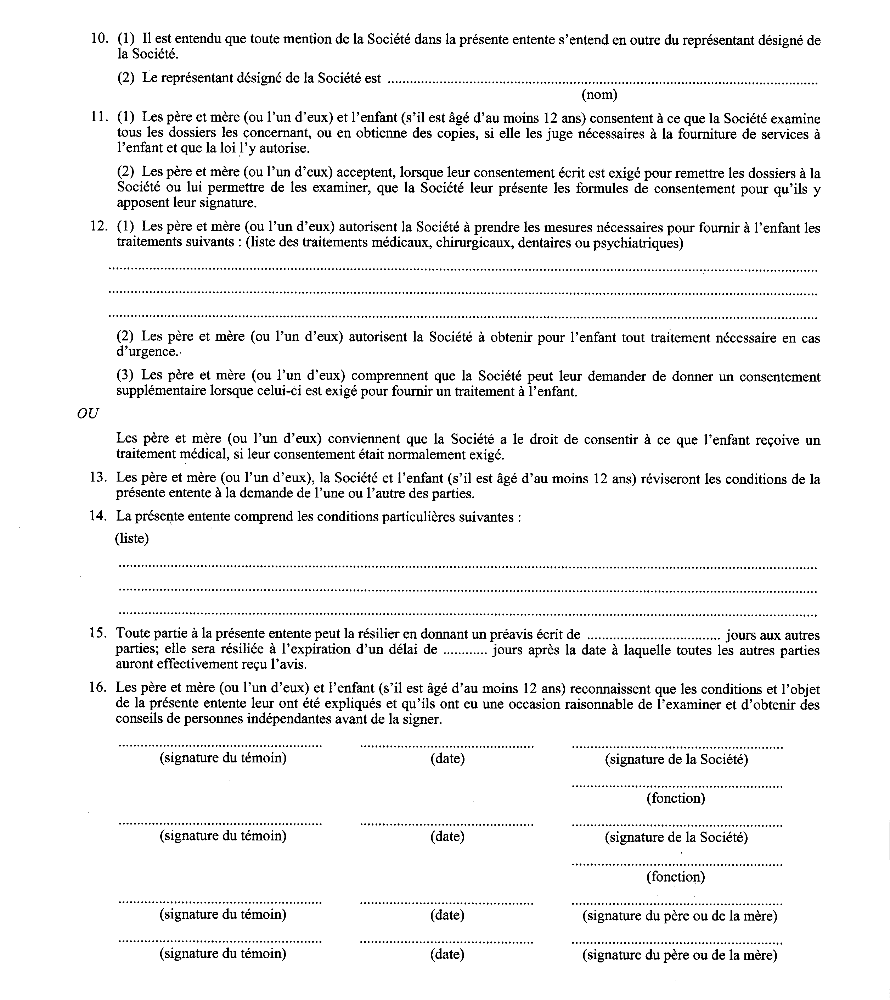 10. (1) Il est entendu que toute mention de la Société dans la présente entente s'entend en outre du représentant désigné de
la Société.
(2) Le représentant désigné de la Société est ..........
(nom)
11. (1) Les père et mère (ou l'un d'eux) et l'enfant (s'il est âgé d'au moins 12 ans) consentent à ce que la Société examine
tous les dossiers les concernant, ou en obtienne des copies, si elle les juge nécessaires à la fourniture de services à
l'enfant et que la loi l'y autorise.
(2) Les père et mère (ou l'un d'eux) acceptent, lorsque leur consentement écrit est exigé pour remettre les dossiers à la
Société ou lui permettre de les examiner, que la Société leur présente les formules de consentement pour qu'ils y
apposent leur signature.
12. (1) Les père et mère (ou l'un d'eux) autorisent la Société à prendre les mesures nécessaires pour fournir à l'enfant les
traitements suivants : (liste des traitements médicaux, chirurgicaux, dentaires ou psychiatriques)
..........
..........
..........
(2) Les père et mère (ou l'un d'eux) autorisent la Société à obtenir pour l'enfant tout traitement nécessaire en cas
d'urgence.
(3) Les père et mère (ou l'un d'eux) comprennent que la Société peut leur demander de donner un consentement
supplémentaire lorsque celui-ci est exigé pour fournir un traitement à l'enfant.
OU
Les père et mère (ou l'un d'eux) conviennent que la Société a le droit de consentir à ce que l'enfant reçoive un
traitement médical, si leur consentement était normalement exigé.
13. Les père et mère (ou l'un d'eux), la Société et l'enfant (s'il est âgé d'au moins 12 ans) réviseront les conditions de la
présente entente à la demande de l'une ou l'autre des parties.
14. La présente entente comprend les conditions particulières suivantes :
(liste)
..........
..........
..........
15. Toute partie à la présente entente peut la résilier en donnant un préavis écrit de .......... jours aux autres
parties; elle sera résiliée à l'expiration d'un délai de .......... jours après la date à laquelle toutes les autres parties
auront effectivement reçu l'avis.
16. Les père et mère (ou l'un d'eux) et l'enfant (s'il est âgé d'au moins 12 ans) reconnaissent que les conditions et l'objet
de la présente entente leur ont été expliqués et qu'ils ont eu une occasion raisonnable de l'examiner et d'obtenir des
conseils de personnes indépendantes avant de la signer.
.......... .......... ..........
(signature du témoin) (date) (signature de la Société)
..........
(fonction)
.......... .......... ..........
(signature du témoin) (date) (signature de la Société)
..........
(fonction)
.......... .......... ..........
(signature du témoin) (date) (signature du père ou de la mère)
.......... .......... ..........
(signature du témoin) (date) (signature du père ou de la mère)